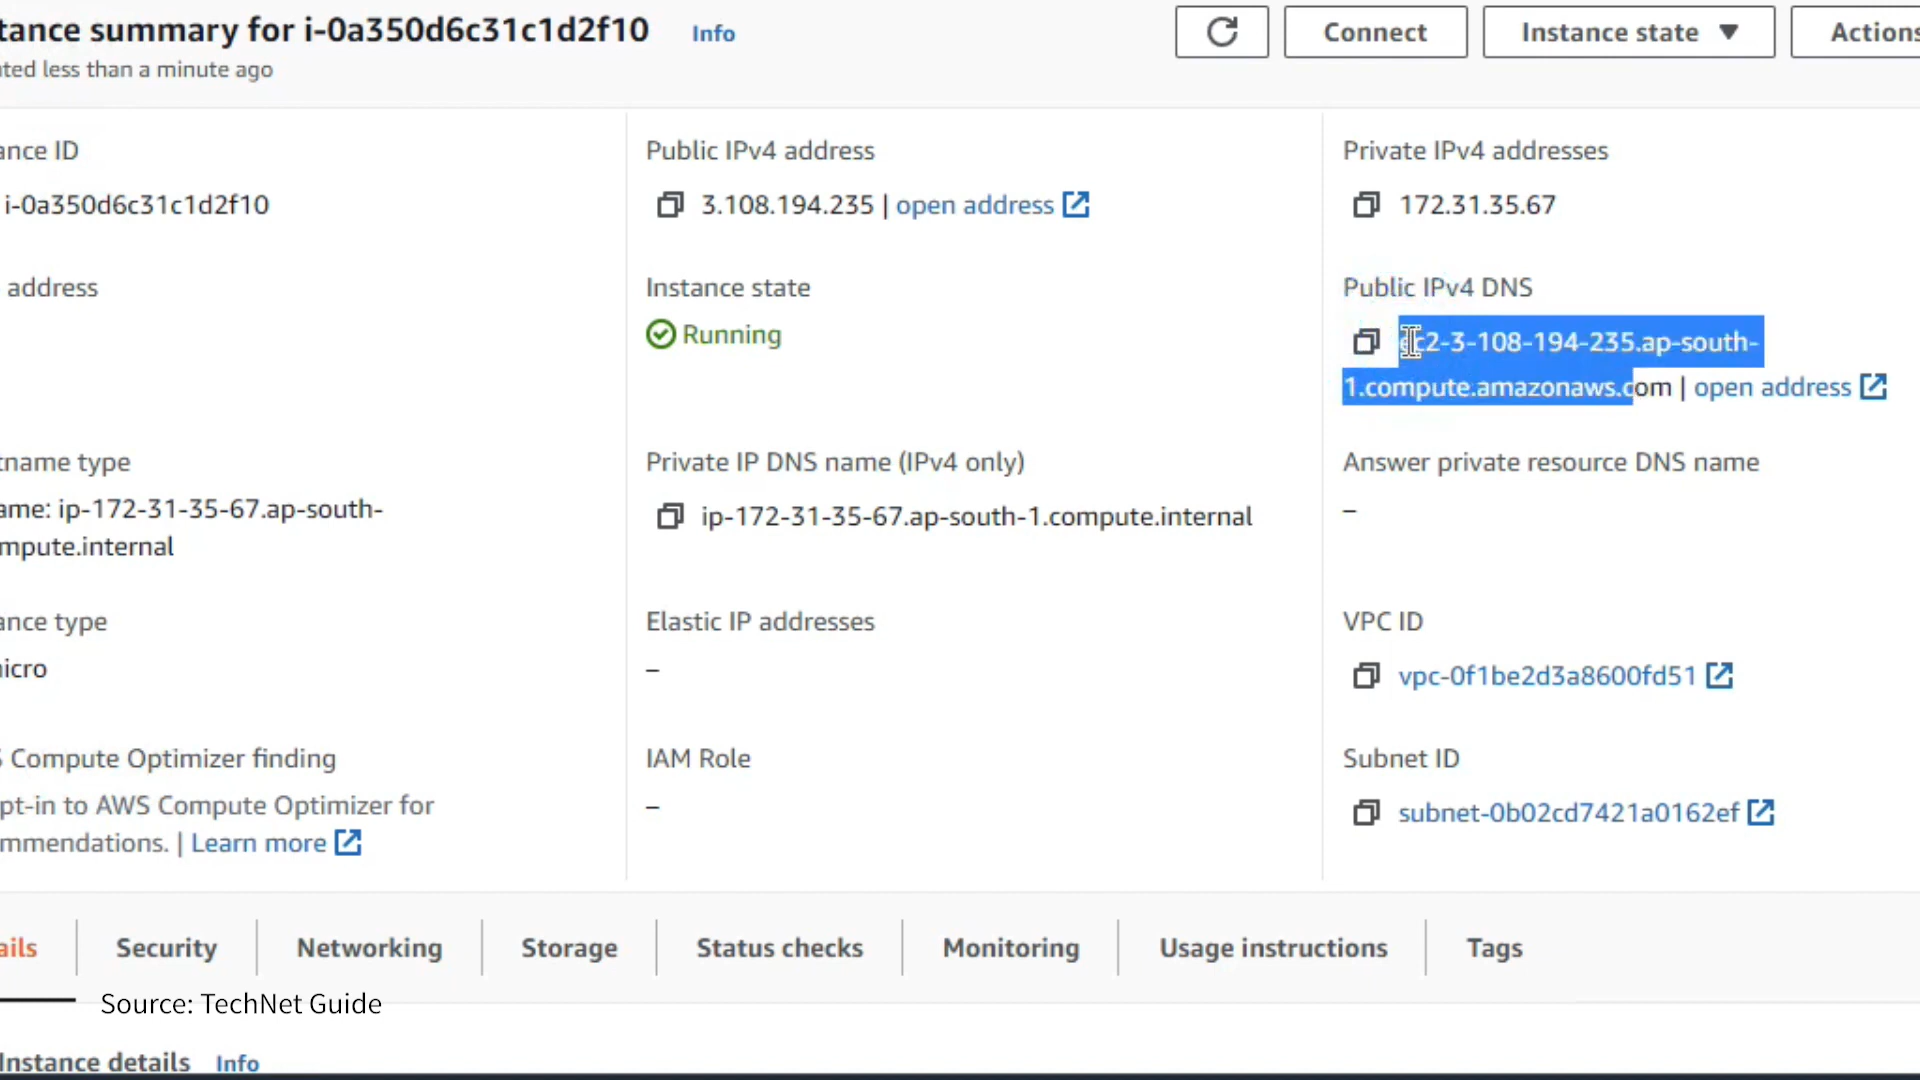 tance summary for i-0a350d6c31c1d2f10 Info
Connect
Instance state
Actions
ted less than a minute ago
ance ID
i-0a350d6c31c1d2f10
Public IPv4 address
3.108.194.235 | open address
Private IPv4 addresses
172.31.35.67
address
Instance state
Running
Public IPv4 DNS
ec2-3-108-194-235.ap-south-
1.compute.amazonaws.com | open address
tname type
ame: ip-172-31-35-67.ap-south-
mpute.internal
Private IP DNS name (IPv4 only)
ip-172-31-35-67.ap-south-1.compute.internal
Answer private resource DNS name
–
ance type
icro
Elastic IP addresses
–
VPC ID
vpc-0f1be2d3a8600fd51
S Compute Optimizer finding
pt-in to AWS Compute Optimizer for
mmendations. | Learn more
IAM Role
–
Subnet ID
subnet-0b02cd7421a0162ef
ails
Security
Networking
Storage
Status checks
Monitoring
Usage instructions
Tags
Source: TechNet Guide
Instance details Info